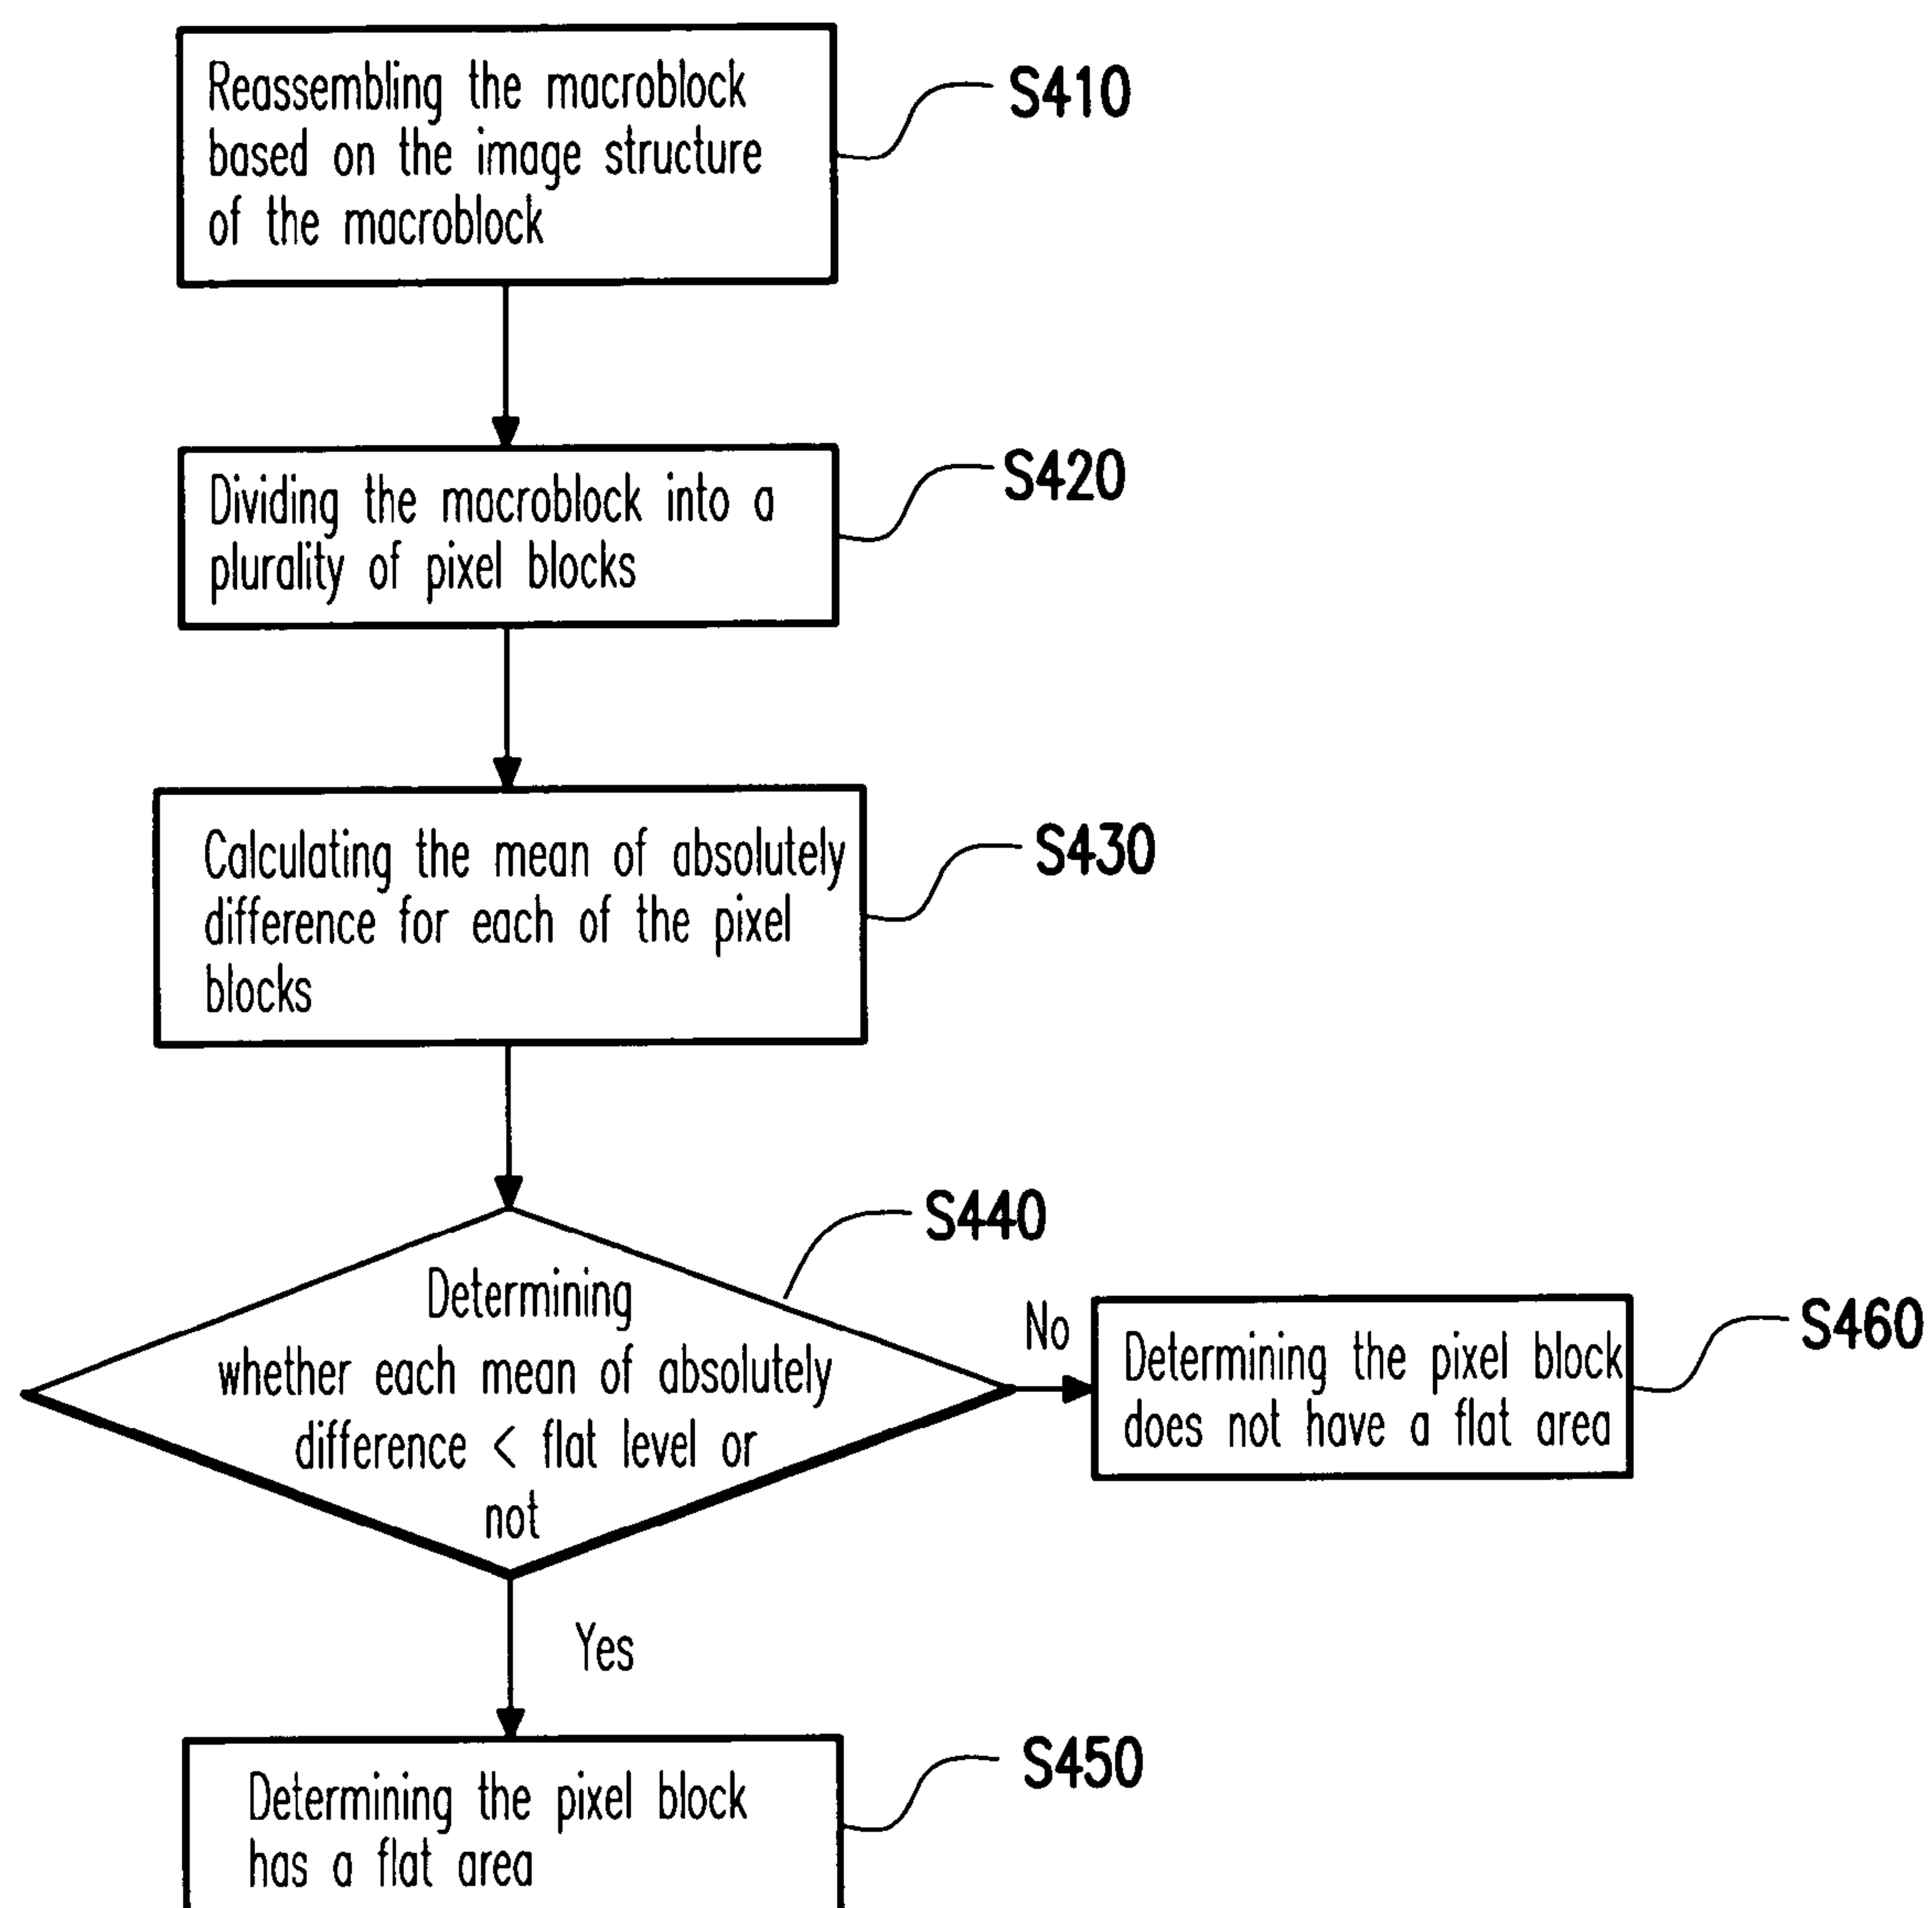 Reassembling the macroblock
based on the image structure
of the macroblock
S410
Dividing the macroblock into a
plurality of pixel blocks
S420
Calculating the mean of absolutely
difference for each of the pixel
blocks
S430
S440
Determining
whether each mean of absolutely
difference < flat level or
not
No
Determining the pixel block
does not have a flat area
S460
Yes
Determining the pixel block
has a flat area
S450